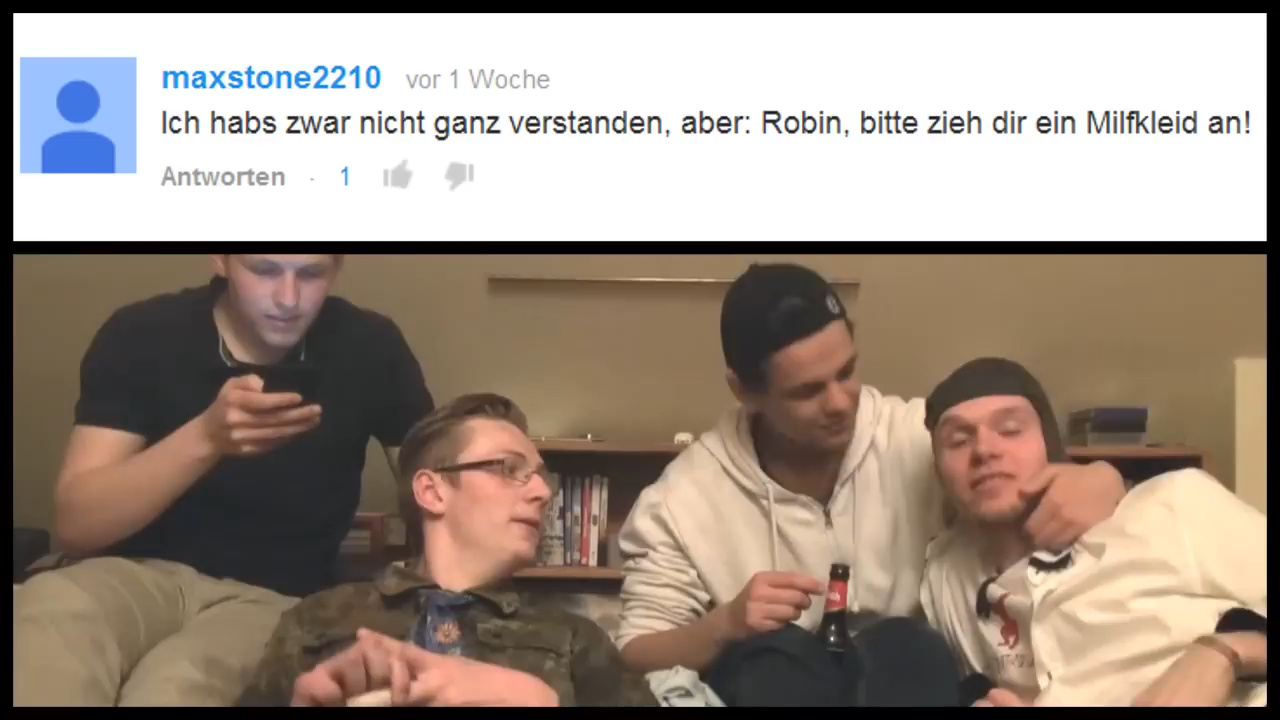 maxstone2210 vor 1 Woche
Ich habs zwar nicht ganz verstanden, aber: Robin, bitte zieh dir ein Milfkleid an!
Antworten · 1